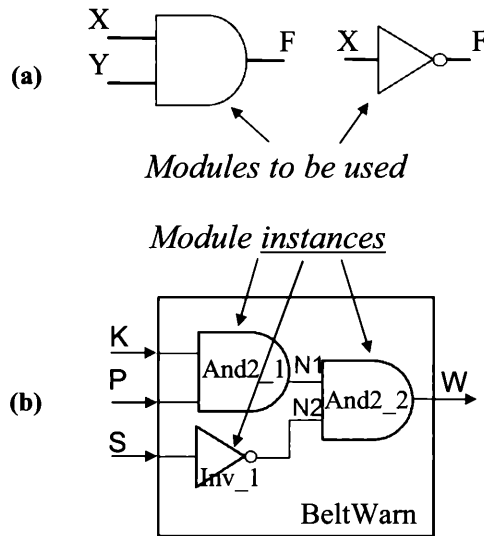 X
Y
F
X
F
(a)
Modules to be used
Module instances
K
P
S
And2_1
N1
N2
And2_2
W
(b)
Inv_1
BeltWarn